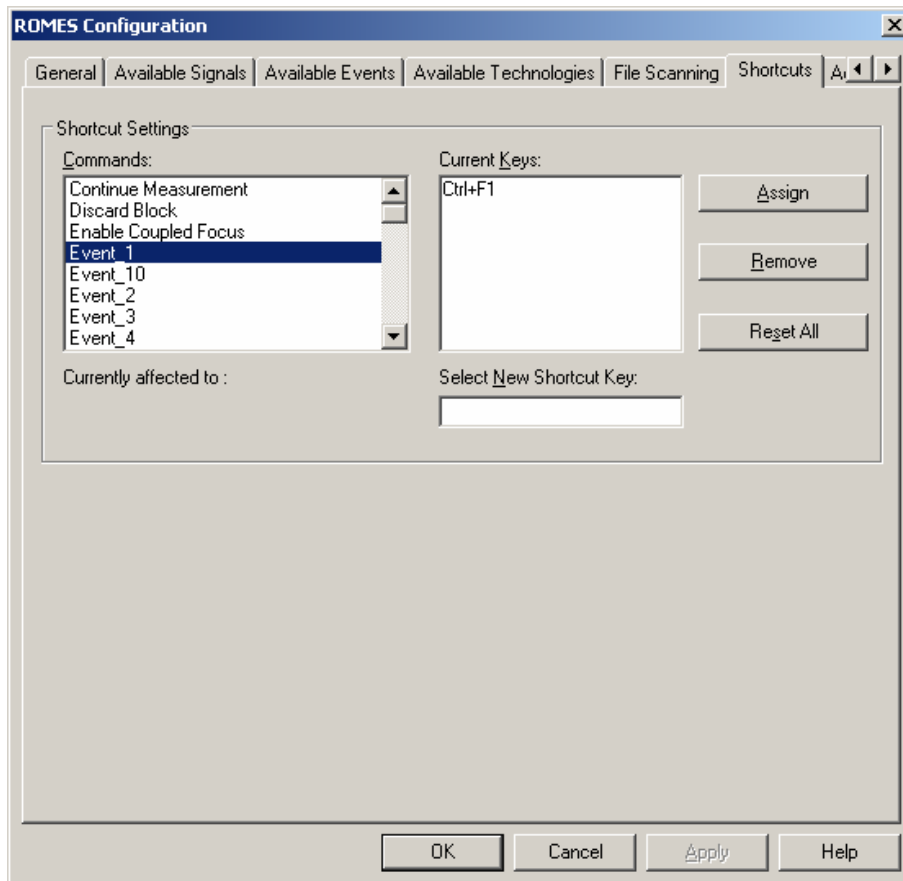 ROMES Configuration
General Available Signals Available Events Available Technologies File Scanning Shortcuts
Shortcut Settings
Commands:
Continue Measurement
Discard Block
Enable Coupled Focus
Event_1
Event_10
Event_2
Event_3
Event_4
Currently affected to :
Current Keys:
Ctrl+F1
Select New Shortcut Key:
Assign
Remove
Reset All
OK Cancel Apply Help